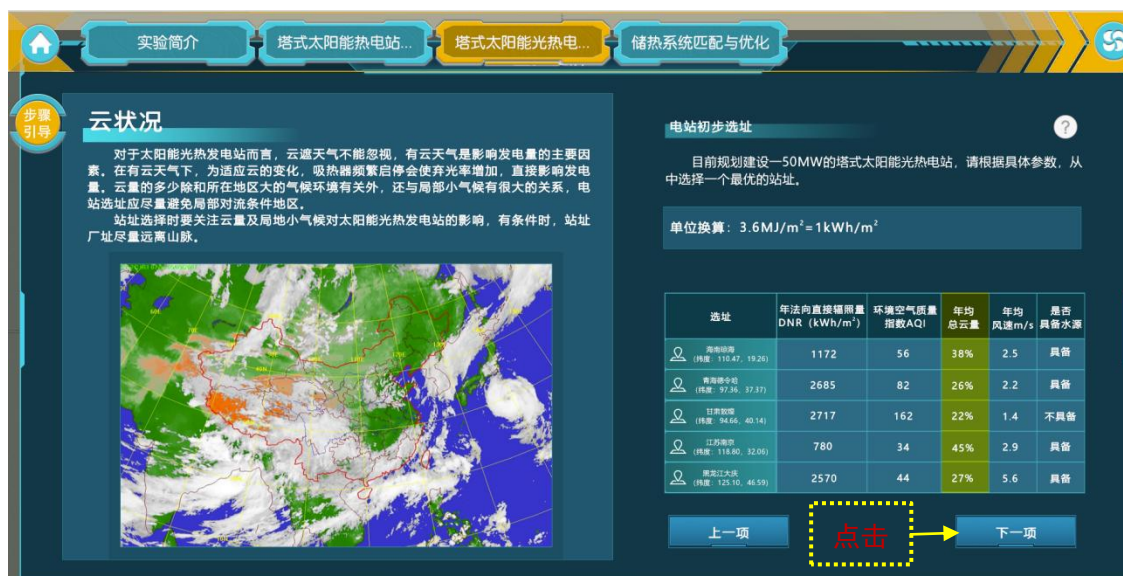 实验简介
塔式太阳能热电站...
塔式太阳能光热电...
储热系统匹配与优化
步骤
引导
云状况
对于太阳能光热发电站而言，云遮天气不能忽视，有云天气是影响发电量的主要因
素。在有云天气下，为适应云的变化，吸热器频繁启停会使弃光率增加，直接影响发电
量。云量的多少除和所在地区大的气候环境有关外，还与局部小气候有很大的关系，电
站选址应尽量避免局部对流条件地区。
站址选择时要关注云量及局地小气候对太阳能光热发电站的影响，有条件时，站址
厂址尽量远离山脉。
电站初步选址
?
目前规划建设一50MW的塔式太阳能光热电站，请根据具体参数，从
中选择一个最优的站址。
单位换算：3.6MJ/m²=1kWh/m²
选址 年法向直接辐照量 DNR（kWh/m²） 环境空气质量 指数AQI 年均 总云量 年均 风速m/s 是否 具备水源
海南琼海 （纬度：110.47，19.26） 1172 56 38% 2.5 具备
青海德令哈 （纬度：97.36，37.37） 2685 82 26% 2.2 具备
甘肃敦煌 （纬度：94.66，40.14） 2717 162 22% 1.4 不具备
江苏南京 （纬度：118.80，32.06） 780 34 45% 2.9 具备
黑龙江大庆 （纬度：125.10，46.59） 2570 44 27% 5.6 具备
上一项
点击
下一项